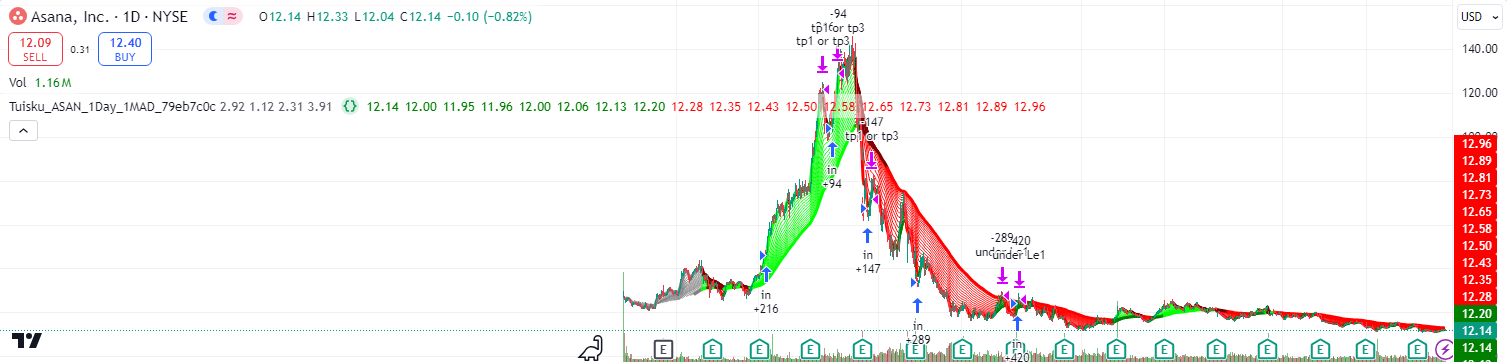 Asana, Inc. · 1D · NYSE O12.14 H12.33 L12.04 C12.14 −0.10 (−0.82%)
USD
12.09 SELL
0.31
12.40 BUY
Vol 1.16M
Tuisku_ASAN_1Day_1MAD_79eb7c0c 2.92 1.12 2.31 3.91 {} 12.14 12.00 11.95 11.96 12.00 12.06 12.13 12.20 12.28 12.35 12.43 12.50 12.58 12.65 12.73 12.81 12.89 12.96
-94
tp1 or tp3
tp1 or tp3
140.00
120.00
-147
tp1 or tp3
in
+94
in
+147
-289
-420
under Le1
in
+216
in
+289
in
+420
12.96
12.89
12.81
12.73
12.65
12.58
12.50
12.43
12.35
12.28
12.20
12.14
12.14
E E E E E E E E E E E E E E E E